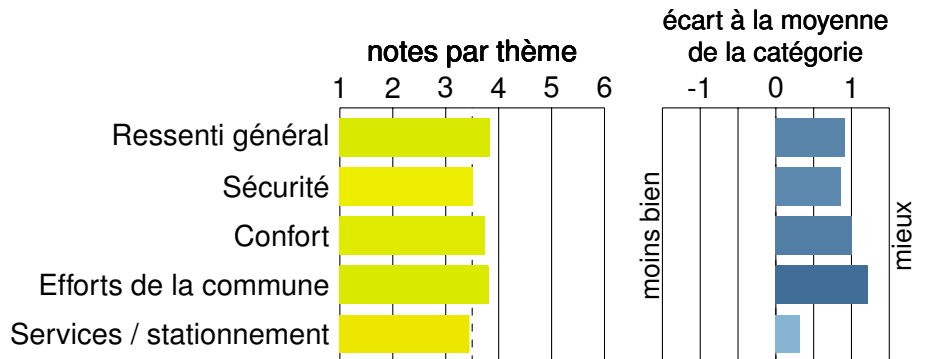 notes par thème
1 2 3 4 5 6
écart à la moyenne
de la catégorie
-1 0 1
Ressenti général
Sécurité
Confort
Efforts de la commune
Services / stationnement
moins bien
mieux